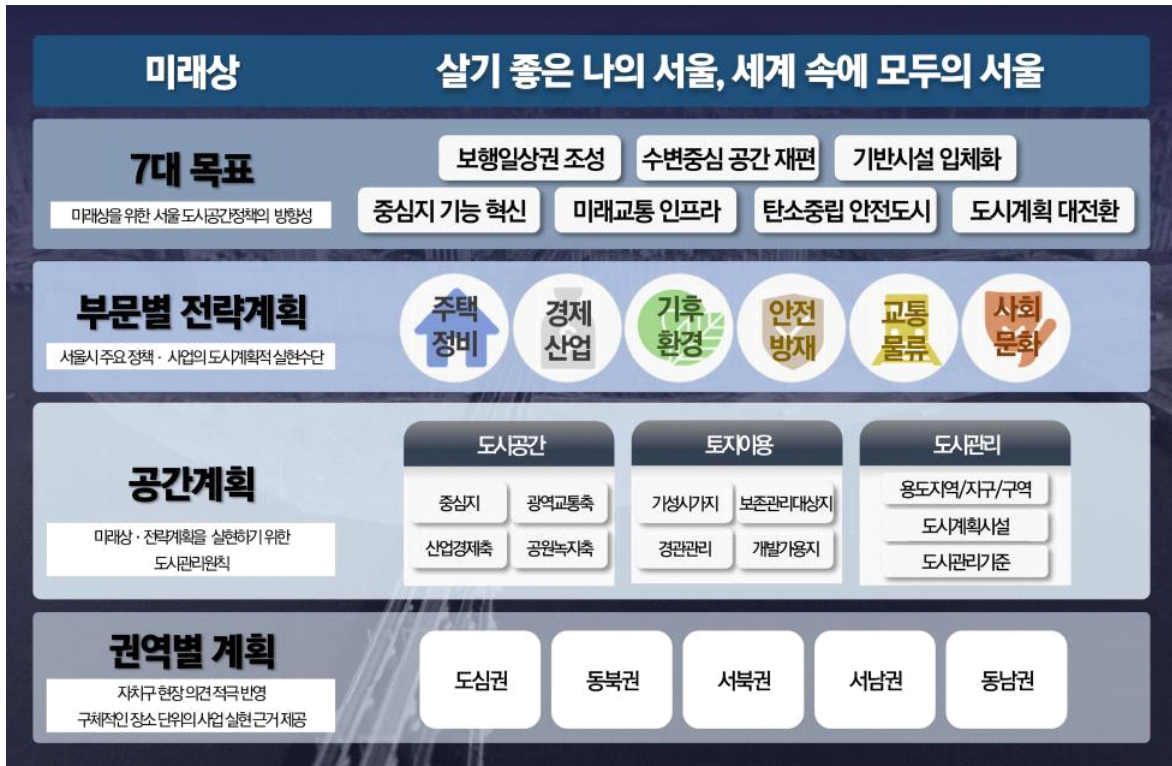 미래상
살기 좋은 나의 서울, 세계 속에 모두의 서울
7대 목표
미래상을 위한 서울 도시공간정책의 방향성
보행일상권 조성
수변중심 공간 재편
기반시설 입체화
중심지 기능 혁신
미래교통 인프라
탄소중립 안전도시
도시계획 대전환
부문별 전략계획
서울시 주요 정책 · 사업의 도시계획적 실현수단
주택
정비
경제
산업
기후
환경
안전
방재
교통
물류
사회
문화
공간계획
미래상 · 전략계획을 실현하기 위한
도시관리원칙
도시공간
중심지
광역교통축
산업경제축
공원녹지축
토지이용
기성시가지
보존관리대상지
경관관리
개발가용지
도시관리
용도지역/지구/구역
도시계획시설
도시관리기준
권역별 계획
자치구 현장 의견 적극 반영
구체적인 장소 단위의 사업 실현 근거 제공
도심권
동북권
서북권
서남권
동남권